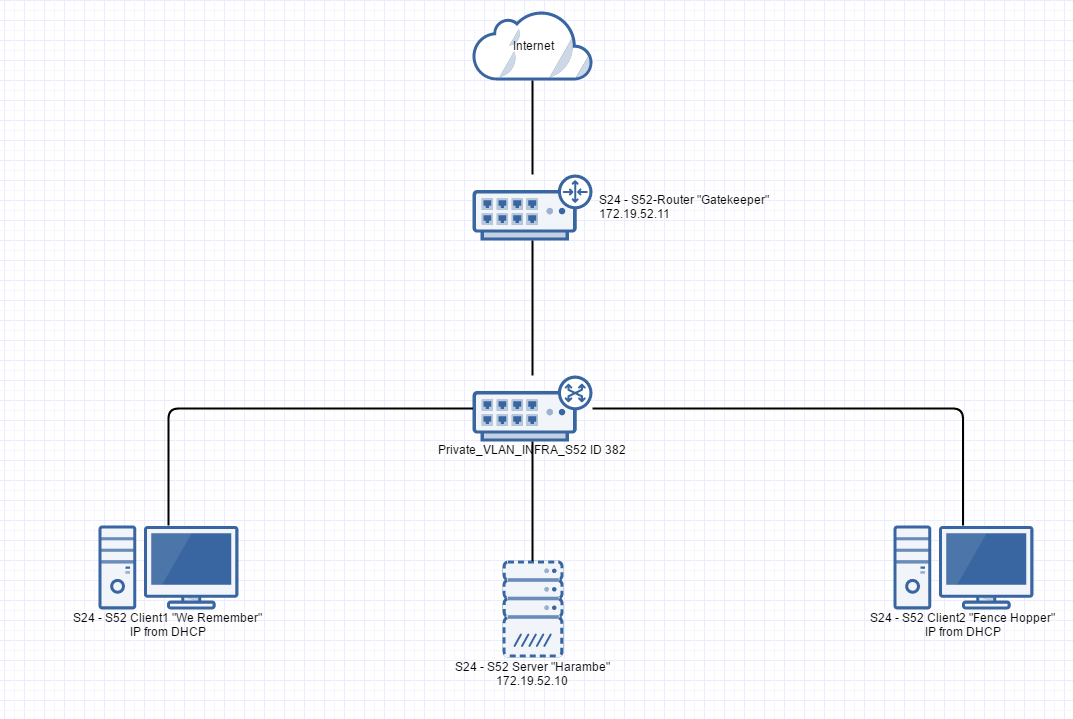 Internet
S24 - S52-Router "Gatekeeper"
172.19.52.11
Private_VLAN_INFRA_S52 ID 382
S24 - S52 Client1 "We Remember"
IP from DHCP
S24 - S52 Client2 "Fence Hopper"
IP from DHCP
S24 - S52 Server "Harambe"
172.19.52.10